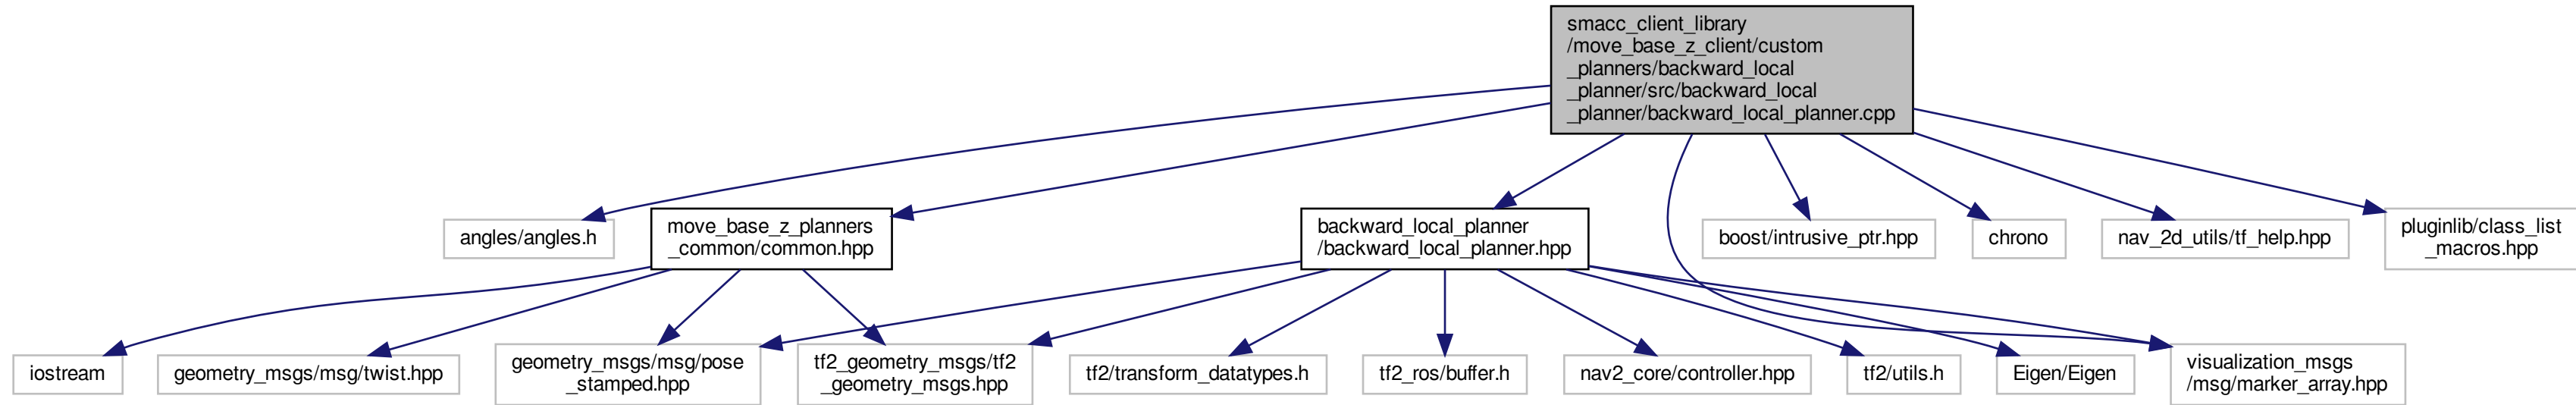 smacc_client_library
/move_base_z_client/custom
_planners/backward_local
_planner/src/backward_local
_planner/backward_local_planner.cpp
angles/angles.h
move_base_z_planners
_common/common.hpp
backward_local_planner
/backward_local_planner.hpp
boost/intrusive_ptr.hpp
chrono
nav_2d_utils/tf_help.hpp
pluginlib/class_list
_macros.hpp
iostream
geometry_msgs/msg/twist.hpp
geometry_msgs/msg/pose
_stamped.hpp
tf2_geometry_msgs/tf2
_geometry_msgs.hpp
tf2/transform_datatypes.h
tf2_ros/buffer.h
nav2_core/controller.hpp
tf2/utils.h
Eigen/Eigen
visualization_msgs
/msg/marker_array.hpp